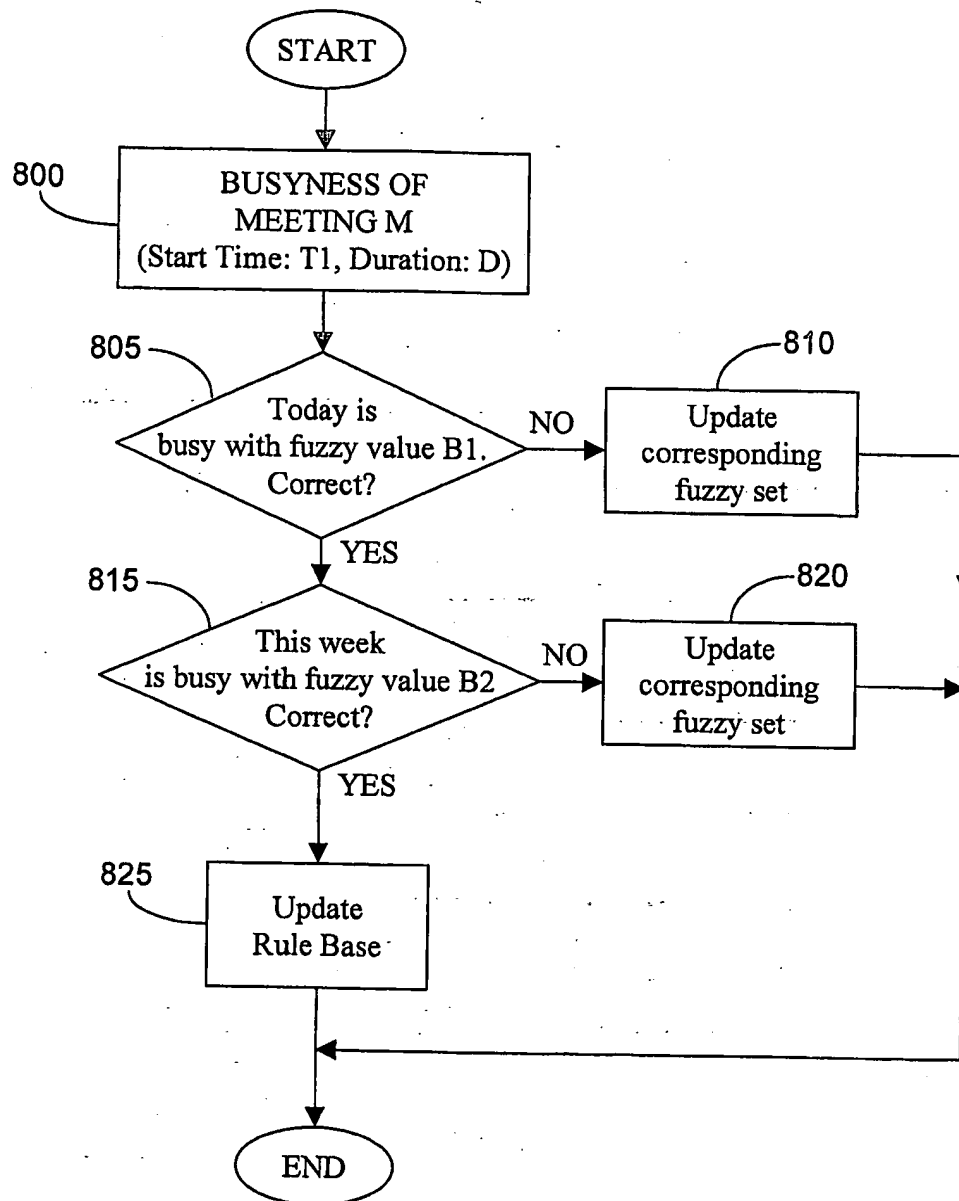 START
800
BUSYNESS OF
MEETING M
(Start Time: T1, Duration: D)
805
Today is
busy with fuzzy value B1.
Correct?
NO
810
Update
corresponding
fuzzy set
YES
815
This week
is busy with fuzzy value B2
Correct?
NO
820
Update
corresponding
fuzzy set
YES
825
Update
Rule Base
END